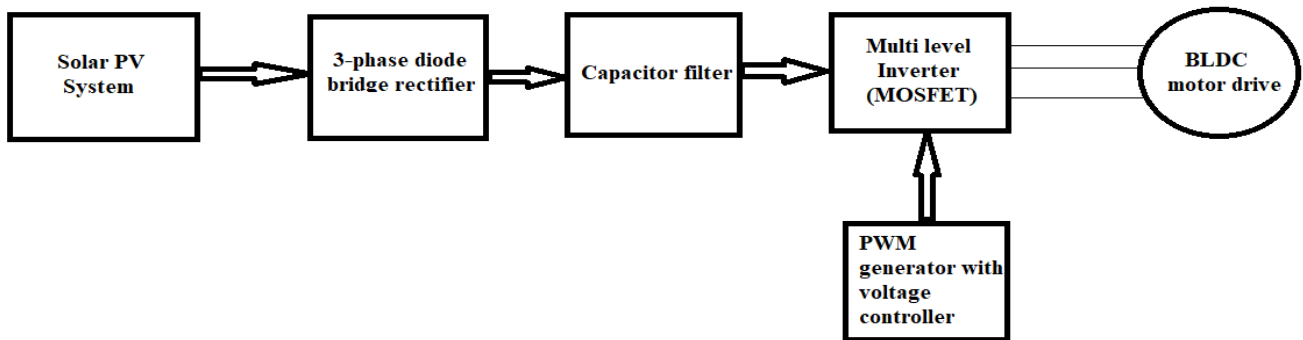 Solar PV
System
3-phase diode
bridge rectifier
Capacitor filter
Multi level
Inverter
(MOSFET)
BLDC
motor drive
PWM
generator with
voltage
controller